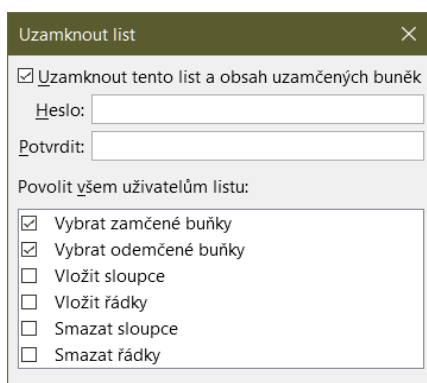 Uzamknout list
Uzamknout tento list a obsah uzamčených buněk
Heslo:
Potvrdit:
Povolit všem uživatelům listu:
Vybrat zamčené buňky
Vybrat odemčené buňky
Vložit sloupce
Vložit řádky
Smazat sloupce
Smazat řádky